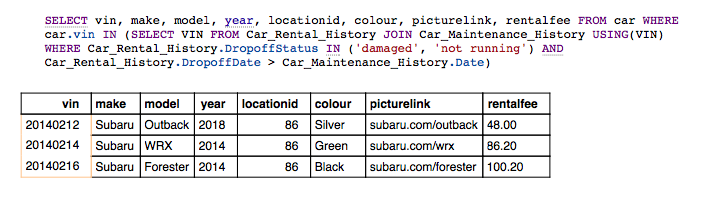 SELECT vin, make, model, year, locationid, colour, picturelink, rentalfee FROM car WHERE
car.vin IN (SELECT VIN FROM Car_Rental_History JOIN Car_Maintenance_History USING(VIN)
WHERE Car_Rental_History.DropoffStatus IN ('damaged', 'not running') AND
Car_Rental_History.DropoffDate > Car_Maintenance_History.Date)
vin make model year locationid colour picturelink rentalfee
20140212 Subaru Outback 2018 86 Silver subaru.com/outback 48.00
20140214 Subaru WRX 2014 86 Green subaru.com/wrx 86.20
20140216 Subaru Forester 2014 86 Black subaru.com/forester 100.20